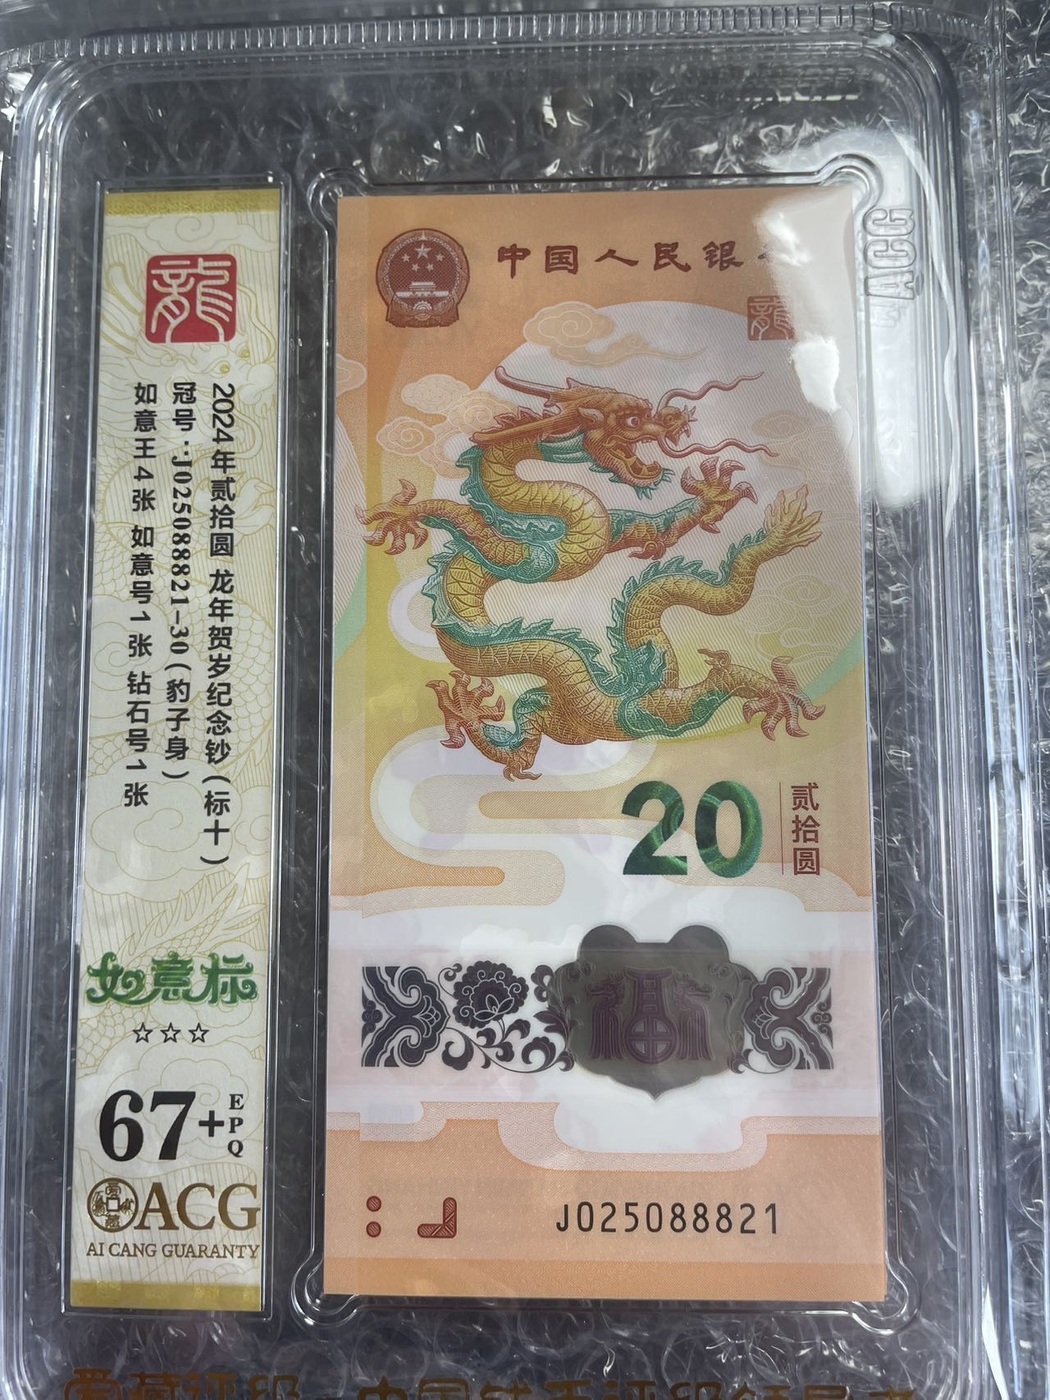 龍
2024年贰拾圆 龙年贺岁纪念钞(标十)
冠号·J025088821-30(豹子身)
如意王4张 如意号1张 钻石号1张
如意标
☆☆☆
67+
EPQ
ACG
AI CANG GUARANTY
中国人民银
龍
20
贰拾圆
福
J025088821
ACG